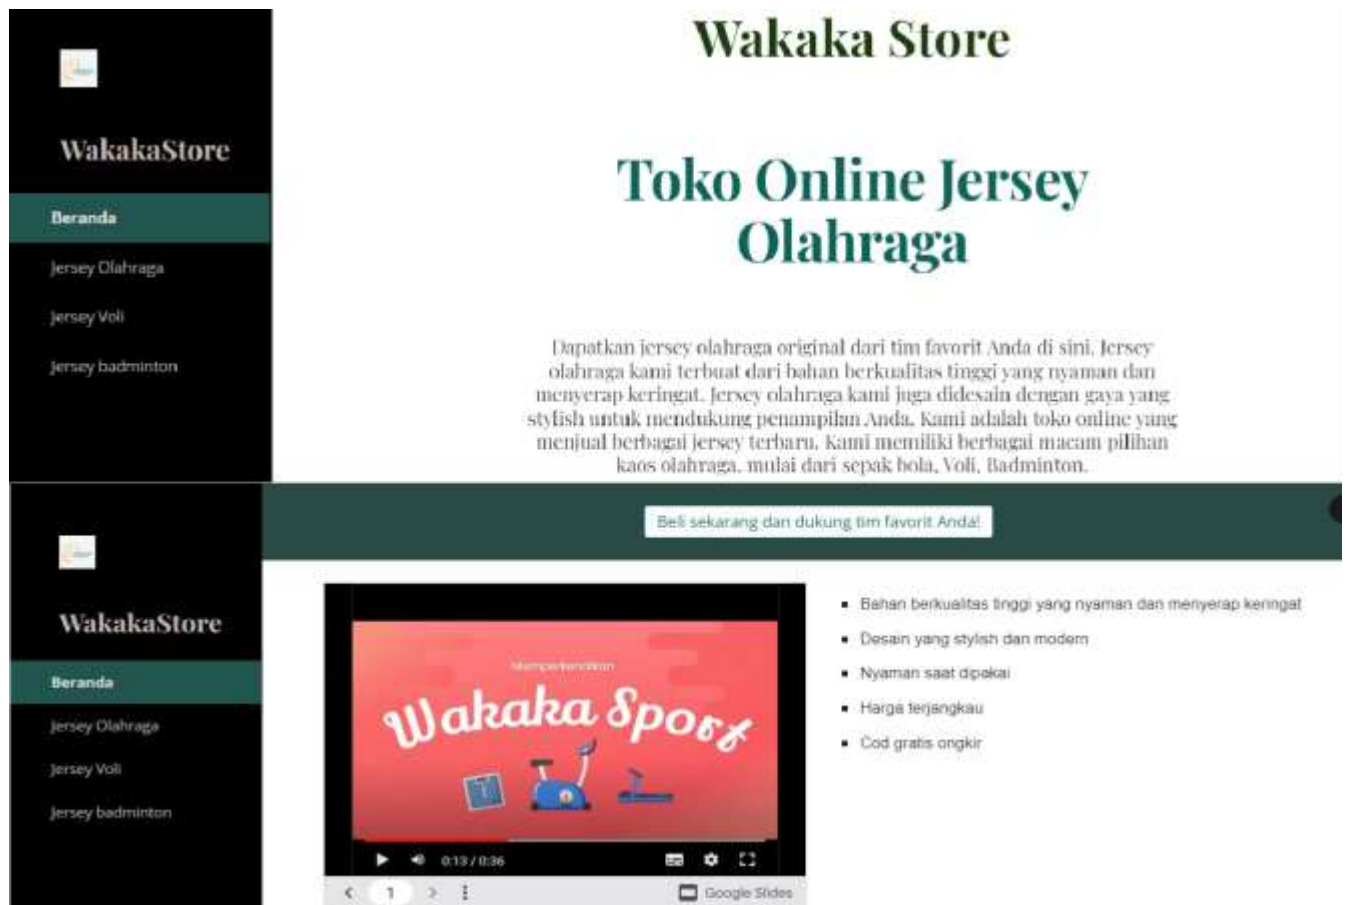 WakakaStore
Beranda
Jersey Olahraga
Jersey Voli
Jersey badminton
Wakaka Store
Toko Online Jersey
Olahraga
Dapatkan jersey olahraga original dari tim favorit Anda di sini. Jersey
olahraga kami terbuat dari bahan berkualitas tinggi yang nyaman dan
menyerap keringat. Jersey olahraga kami juga didesain dengan gaya yang
stylish untuk mendukung penampilan Anda. Kami adalah toko online yang
menjual berbagai jersey terbaru. Kami memiliki berbagai macam pilihan
kaos olahraga, mulai dari sepak bola, Voli, Badminton.
WakakaStore
Beranda
Jersey Olahraga
Jersey Voli
Jersey badminton
Beli sekarang dan dukung tim favorit Anda!
Memperkenalkan
Wakaka Sport
0:13 / 0:36
1
Google Slides
Bahan berkualitas tinggi yang nyaman dan menyerap keringat
Desain yang stylish dan modern
Nyaman saat dipakai
Harga terjangkau
Cod gratis ongkir